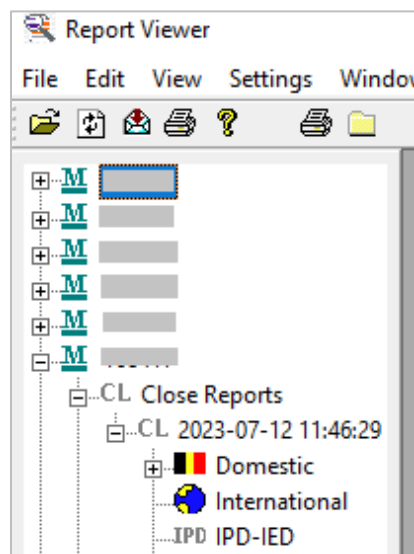 Report Viewer
File Edit View Settings
M
M
M
M
M
M
CL Close Reports
CL 2023-07-12 11:46:29
Domestic
International
IPD IPD-IED